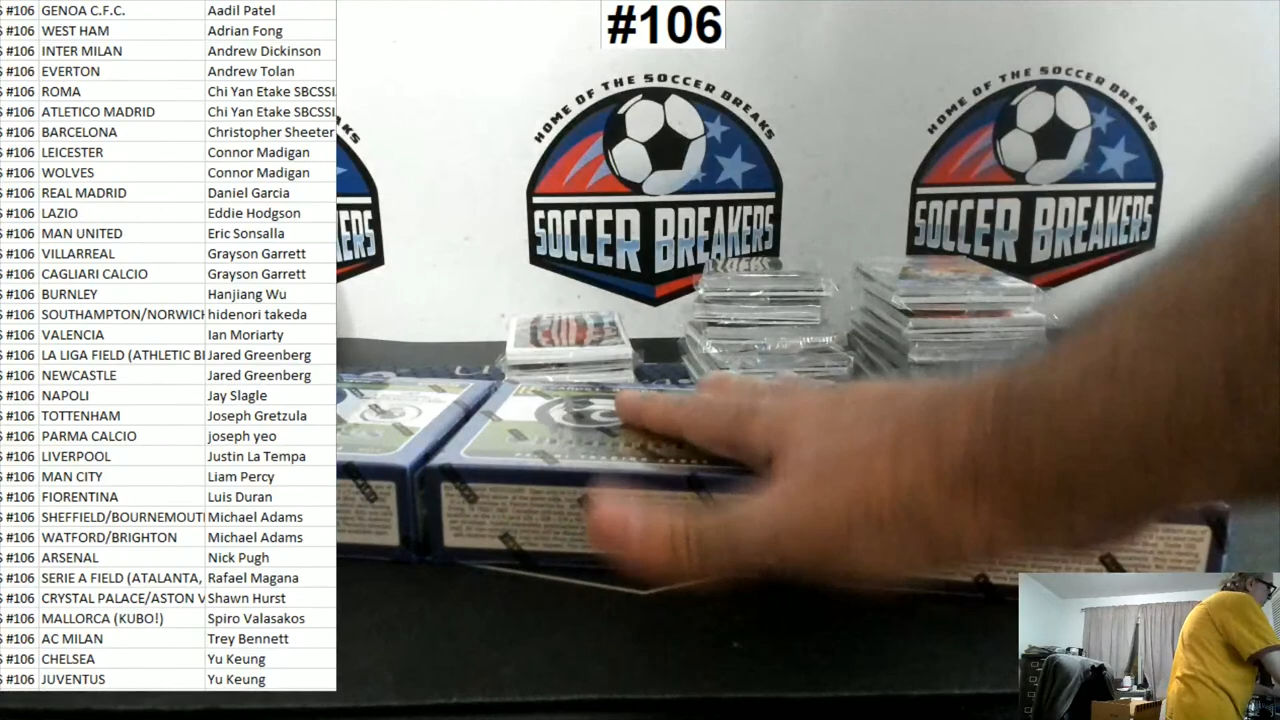 #106 GENOA C.F.C. Aadil Patel
#106 WEST HAM Adrian Fong
#106 INTER MILAN Andrew Dickinson
#106 EVERTON Andrew Tolan
#106 ROMA Chi Yan Etake SBCSSI
#106 ATLETICO MADRID Chi Yan Etake SBCSSI
#106 BARCELONA Christopher Sheeter
#106 LEICESTER Connor Madigan
#106 WOLVES Connor Madigan
#106 REAL MADRID Daniel Garcia
#106 LAZIO Eddie Hodgson
#106 MAN UNITED Eric Sonsalla
#106 VILLARREAL Grayson Garrett
#106 CAGLIARI CALCIO Grayson Garrett
#106 BURNLEY Hanjiang Wu
#106 SOUTHAMPTON/NORWICH hidenori takeda
#106 VALENCIA Ian Moriarty
#106 LA LIGA FIELD (ATHLETIC BI Jared Greenberg
#106 NEWCASTLE Jared Greenberg
#106 NAPOLI Jay Slagle
#106 TOTTENHAM Joseph Gretzula
#106 PARMA CALCIO joseph yeo
#106 LIVERPOOL Justin La Tempa
#106 MAN CITY Liam Percy
#106 FIORENTINA Luis Duran
#106 SHEFFIELD/BOURNEMOUTH Michael Adams
#106 WATFORD/BRIGHTON Michael Adams
#106 ARSENAL Nick Pugh
#106 SERIE A FIELD (ATALANTA, Rafael Magana
#106 CRYSTAL PALACE/ASTON V Shawn Hurst
#106 MALLORCA (KUBO!) Spiro Valasakos
#106 AC MILAN Trey Bennett
#106 CHELSEA Yu Keung
#106 JUVENTUS Yu Keung
#106
HOME OF THE SOCCER BREAKS
SOCCER BREAKERS
HOME OF THE SOCCER BREAKS
SOCCER BREAKERS